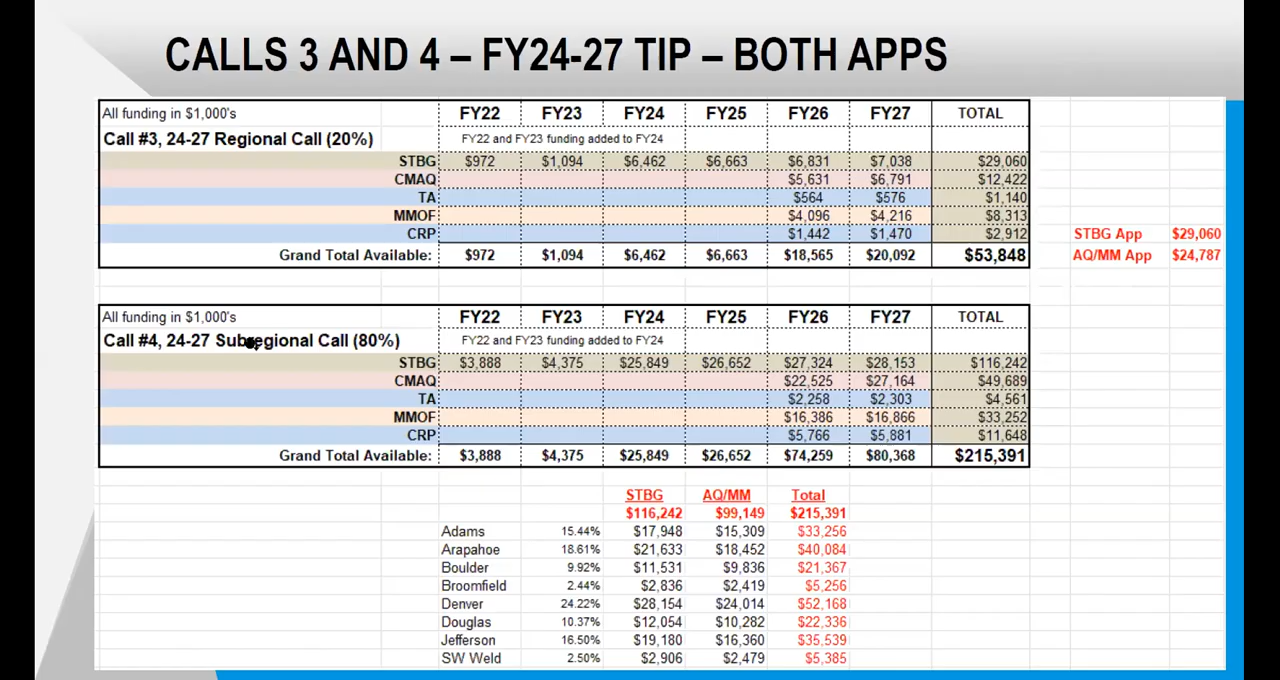 CALLS 3 AND 4 – FY24-27 TIP – BOTH APPS
All funding in $1,000's FY22 FY23 FY24 FY25 FY26 FY27 TOTAL
Call #3, 24-27 Regional Call (20%) FY22 and FY23 funding added to FY24
STBG $972 $1,094 $6,462 $6,663 $6,831 $7,038 $29,060
CMAQ $5,631 $6,791 $12,422
TA $564 $576 $1,140
MMOF $4,096 $4,216 $8,313
CRP $1,442 $1,470 $2,912 STBG App $29,060
Grand Total Available: $972 $1,094 $6,462 $6,663 $18,565 $20,092 $53,848 AQ/MM App $24,787
All funding in $1,000's FY22 FY23 FY24 FY25 FY26 FY27 TOTAL
Call #4, 24-27 Subregional Call (80%) FY22 and FY23 funding added to FY24
STBG $3,888 $4,375 $25,849 $26,652 $27,324 $28,153 $116,242
CMAQ $22,525 $27,164 $49,689
TA $2,258 $2,303 $4,561
MMOF $16,386 $16,866 $33,252
CRP $5,766 $5,881 $11,648
Grand Total Available: $3,888 $4,375 $25,849 $26,652 $74,259 $80,368 $215,391
STBG AQ/MM Total
$116,242 $99,149 $215,391
Adams 15.44% $17,948 $15,309 $33,256
Arapahoe 18.61% $21,633 $18,452 $40,084
Boulder 9.92% $11,531 $9,836 $21,367
Broomfield 2.44% $2,836 $2,419 $5,256
Denver 24.22% $28,154 $24,014 $52,168
Douglas 10.37% $12,054 $10,282 $22,336
Jefferson 16.50% $19,180 $16,360 $35,539
SW Weld 2.50% $2,906 $2,479 $5,385